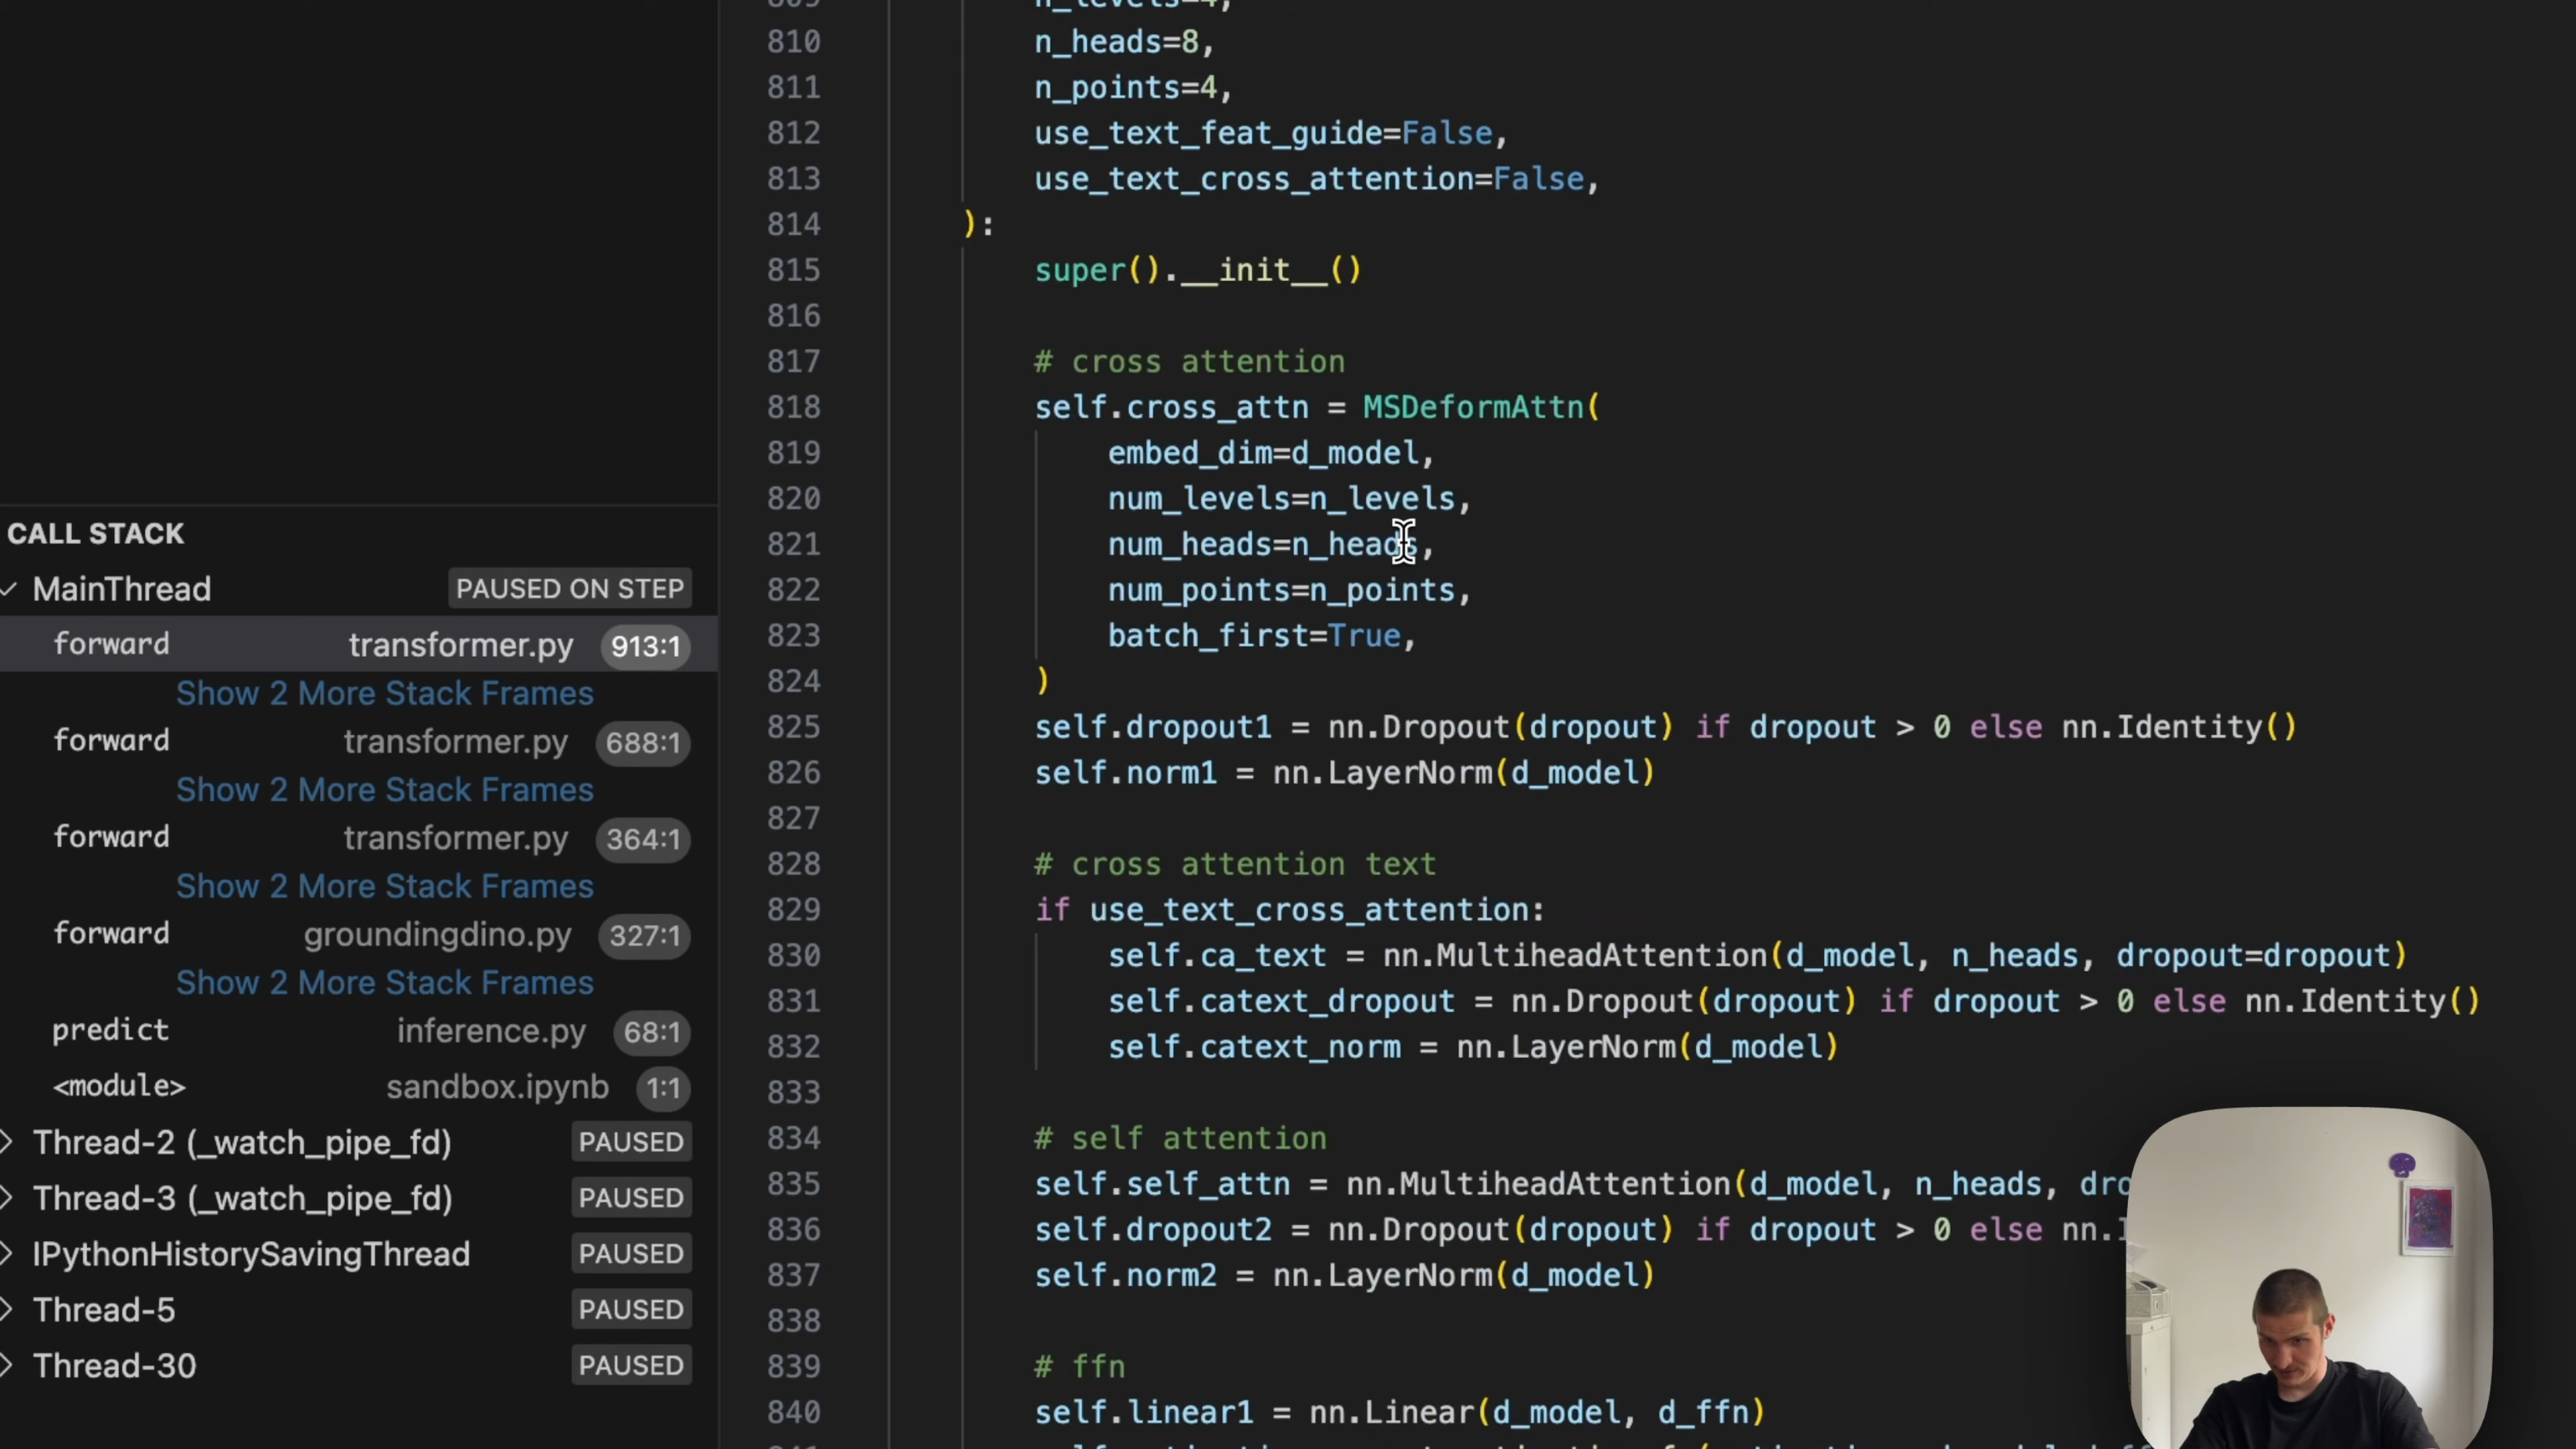 CALL STACK
MainThread PAUSED ON STEP
forward transformer.py 913:1
Show 2 More Stack Frames
forward transformer.py 688:1
Show 2 More Stack Frames
forward transformer.py 364:1
Show 2 More Stack Frames
forward groundingdino.py 327:1
Show 2 More Stack Frames
predict inference.py 68:1
<module> sandbox.ipynb 1:1
Thread-2 (_watch_pipe_fd) PAUSED
Thread-3 (_watch_pipe_fd) PAUSED
IPythonHistorySavingThread PAUSED
Thread-5 PAUSED
Thread-30 PAUSED
809 n_levels=4,
810 n_heads=8,
811 n_points=4,
812 use_text_feat_guide=False,
813 use_text_cross_attention=False,
814 ):
815 super().__init__()
816
817 # cross attention
818 self.cross_attn = MSDeformAttn(
819 embed_dim=d_model,
820 num_levels=n_levels,
821 num_heads=n_heads,
822 num_points=n_points,
823 batch_first=True,
824 )
825 self.dropout1 = nn.Dropout(dropout) if dropout > 0 else nn.Identity()
826 self.norm1 = nn.LayerNorm(d_model)
827
828 # cross attention text
829 if use_text_cross_attention:
830 self.ca_text = nn.MultiheadAttention(d_model, n_heads, dropout=dropout)
831 self.catext_dropout = nn.Dropout(dropout) if dropout > 0 else nn.Identity()
832 self.catext_norm = nn.LayerNorm(d_model)
833
834 # self attention
835 self.self_attn = nn.MultiheadAttention(d_model, n_heads, dro
836 self.dropout2 = nn.Dropout(dropout) if dropout > 0 else nn.I
837 self.norm2 = nn.LayerNorm(d_model)
838
839 # ffn
840 self.linear1 = nn.Linear(d_model, d_ffn)